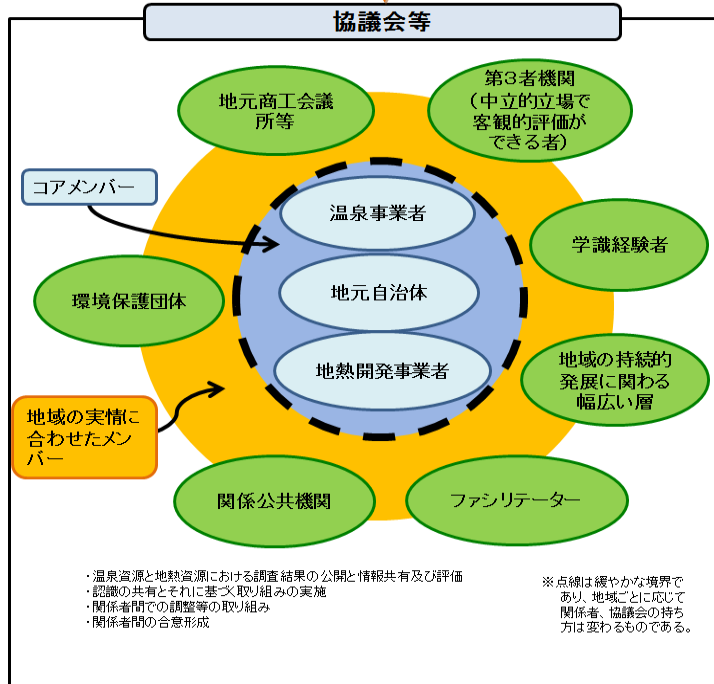 協議会等
地元商工会議
所等
第３者機関
（中立的立場で
客観的評価が
できる者）
コアメンバー
温泉事業者
学識経験者
地元自治体
環境保護団体
地熱開発事業者
地域の持続的
発展に関わる
幅広い層
地域の実情に
合わせたメン
バー
関係公共機関
ファシリテーター
・温泉資源と地熱資源における調査結果の公開と情報共有及び評価
・認識の共有とそれに基づく取り組みの実施
・関係者間での調整等の取り組み
・関係者間の合意形成
※点線は緩やかな境界で
あり、地域ごとに応じて
関係者、協議会の持ち
方は変わるものである。